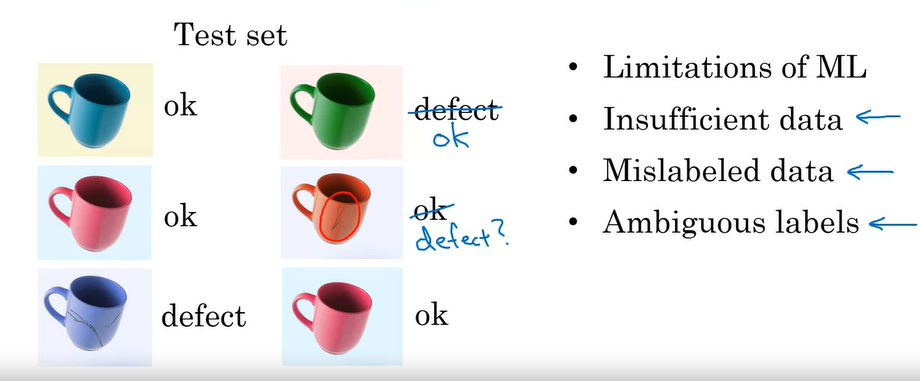 Test set
ok
defect
ok
ok
ok
defect?
defect
ok
• Limitations of ML
• Insufficient data ←
• Mislabeled data ←
• Ambiguous labels ←